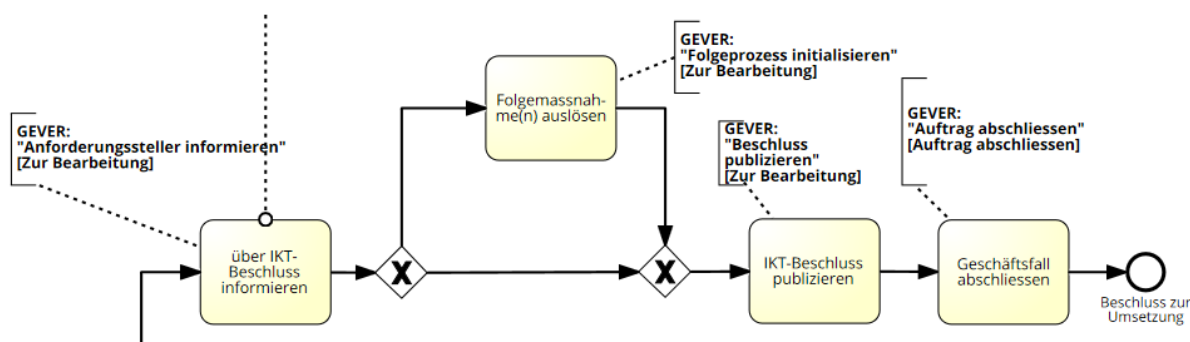 GEVER:
"Folgeprozess initialisieren"
[Zur Bearbeitung]
Folgemassnah-
me(n) auslösen
GEVER:
"Anforderungssteller informieren"
[Zur Bearbeitung]
GEVER:
"Beschluss
publizieren"
[Zur Bearbeitung]
GEVER:
"Auftrag abschliessen"
[Auftrag abschliessen]
über IKT-
Beschluss
informieren
X
X
IKT-Beschluss
publizieren
Geschäftsfall
abschliessen
Beschluss zur
Umsetzung